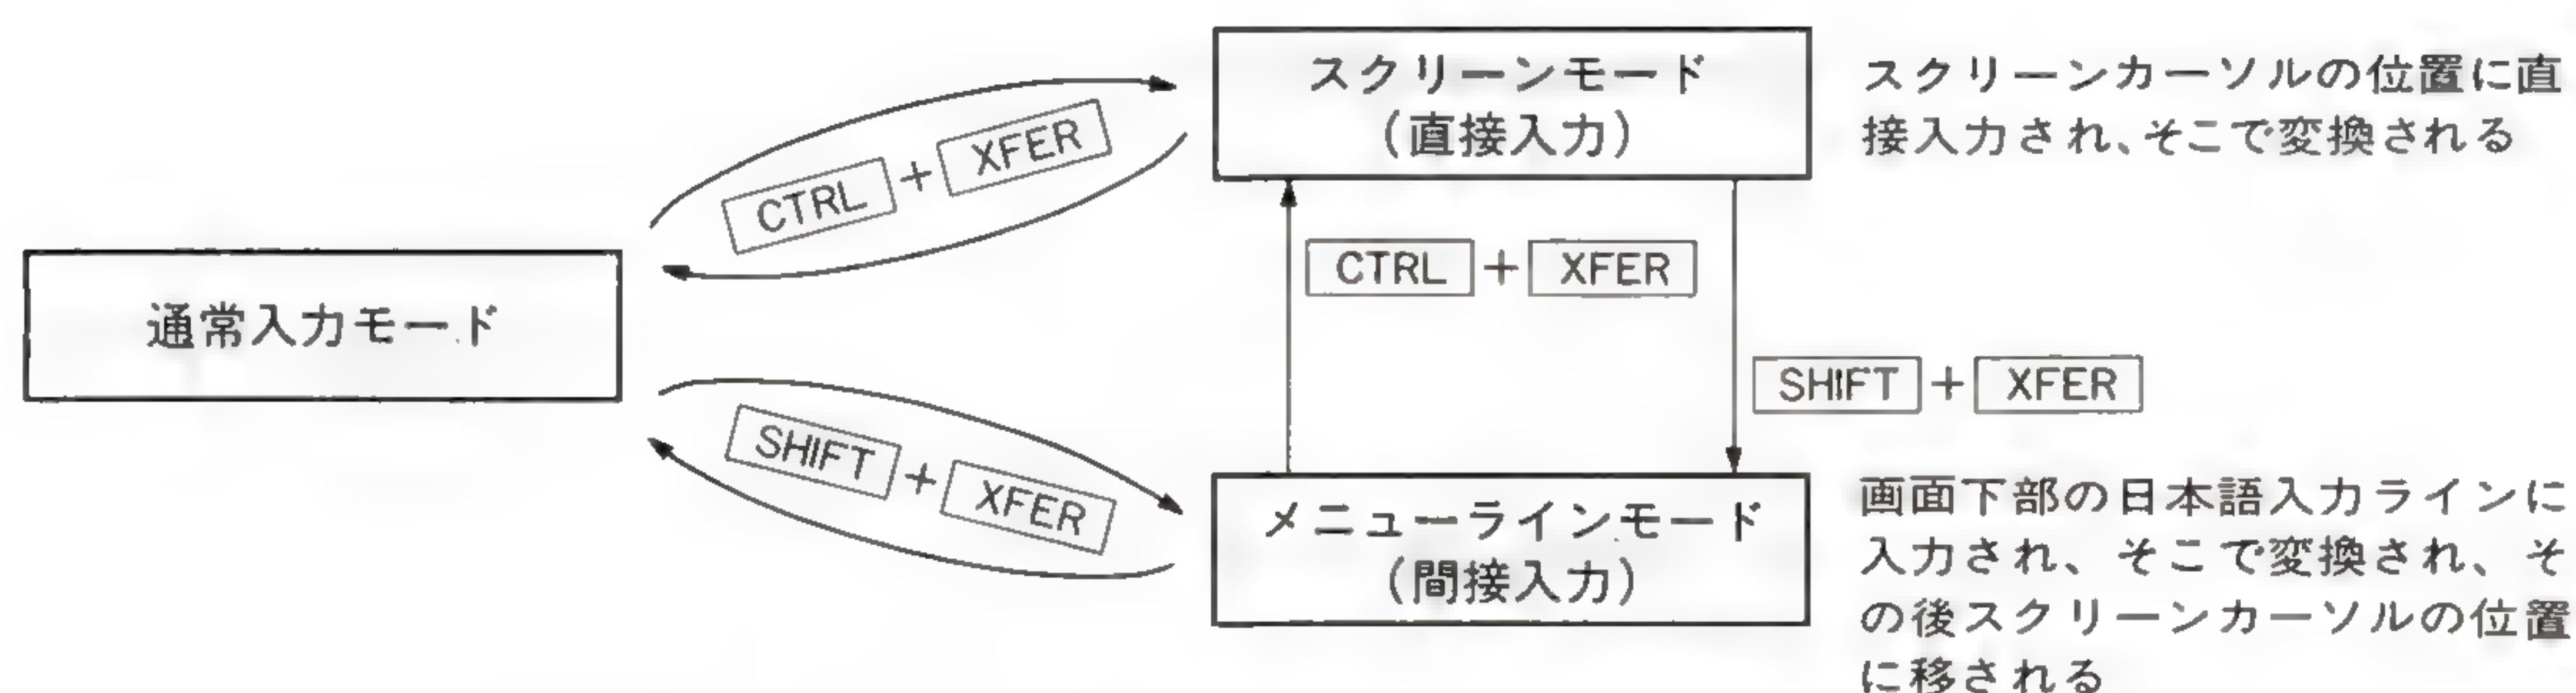 スクリーンモード
(直接入力)
スクリーンカーソルの位置に直
接入力され、そこで変換される
CTRL + XFER
CTRL + XFER
通常入力モード
SHIFT + XFER
SHIFT + XFER
メニューラインモード
(間接入力)
画面下部の日本語入力ラインに
入力され、そこで変換され、そ
の後スクリーンカーソルの位置
に移される